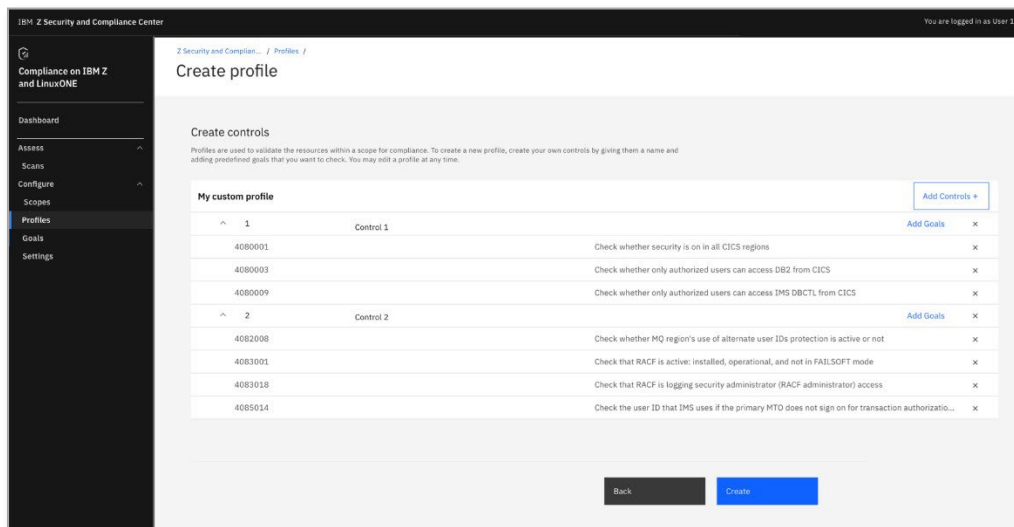 IBM Z Security and Compliance Center
You are logged in as User 1
Compliance on IBM Z
and LinuxONE
Dashboard
Assess
Scans
Configure
Scopes
Profiles
Goals
Settings
Z Security and Complian... / Profiles /
Create profile
Create controls
Profiles are used to validate the resources within a scope for compliance. To create a new profile, create your own controls by giving them a name and
adding predefined goals that you want to check. You may edit a profile at any time.
My custom profile
Add Controls +
1 Control 1 Add Goals ×
4080001 Check whether security is on in all CICS regions ×
4080003 Check whether only authorized users can access DB2 from CICS ×
4080009 Check whether only authorized users can access IMS DBCTL from CICS ×
2 Control 2 Add Goals ×
4082008 Check whether MQ region's use of alternate user IDs protection is active or not ×
4083001 Check that RACF is active: installed, operational, and not in FAILSOFT mode ×
4083018 Check that RACF is logging security administrator (RACF administrator) access ×
4085014 Check the user ID that IMS uses if the primary MTO does not sign on for transaction authorizatio... ×
Back
Create